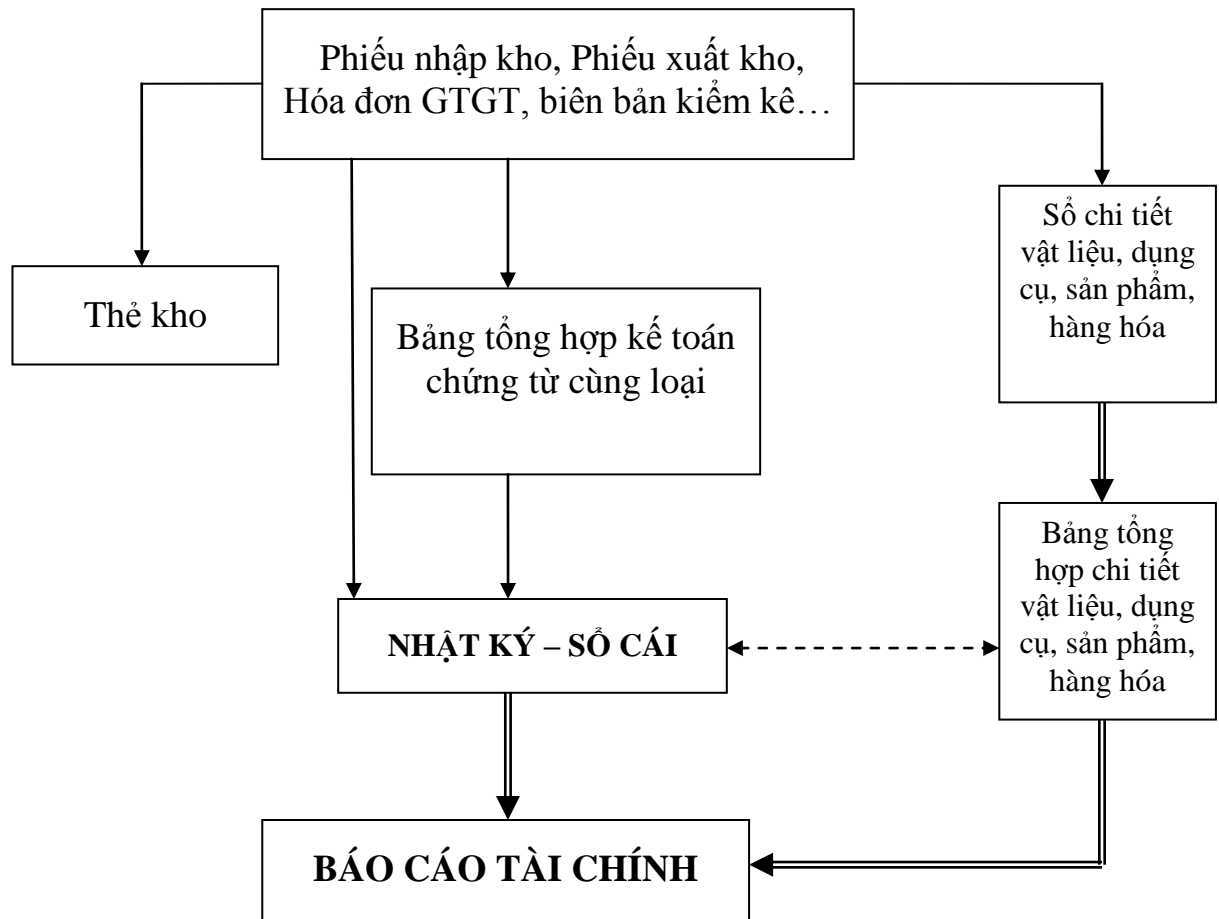 Phiếu nhập kho, Phiếu xuất kho,
Hóa đơn GTGT, biên bản kiểm kê…
Thẻ kho
Bảng tổng hợp kế toán
chứng từ cùng loại
Sổ chi tiết
vật liệu, dụng
cụ, sản phẩm,
hàng hóa
Bảng tổng
hợp chi tiết
vật liệu, dụng
cụ, sản phẩm,
hàng hóa
NHẬT KÝ – SỔ CÁI
BÁO CÁO TÀI CHÍNH